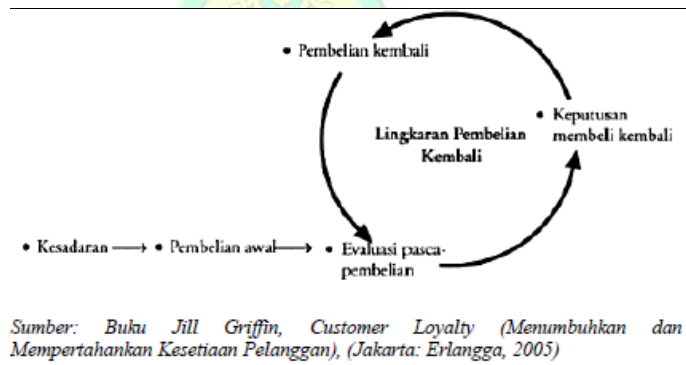 • Pembelian kembali
• Keputusan
membeli kembali
Lingkaran Pembelian
Kembali
• Kesadaran → • Pembelian awal → • Evaluasi pasca-
pembelian
Sumber: Buku Jill Griffin, Customer Loyalty (Menumbuhkan dan
Mempertahankan Kesetiaan Pelanggan), (Jakarta: Erlangga, 2005)